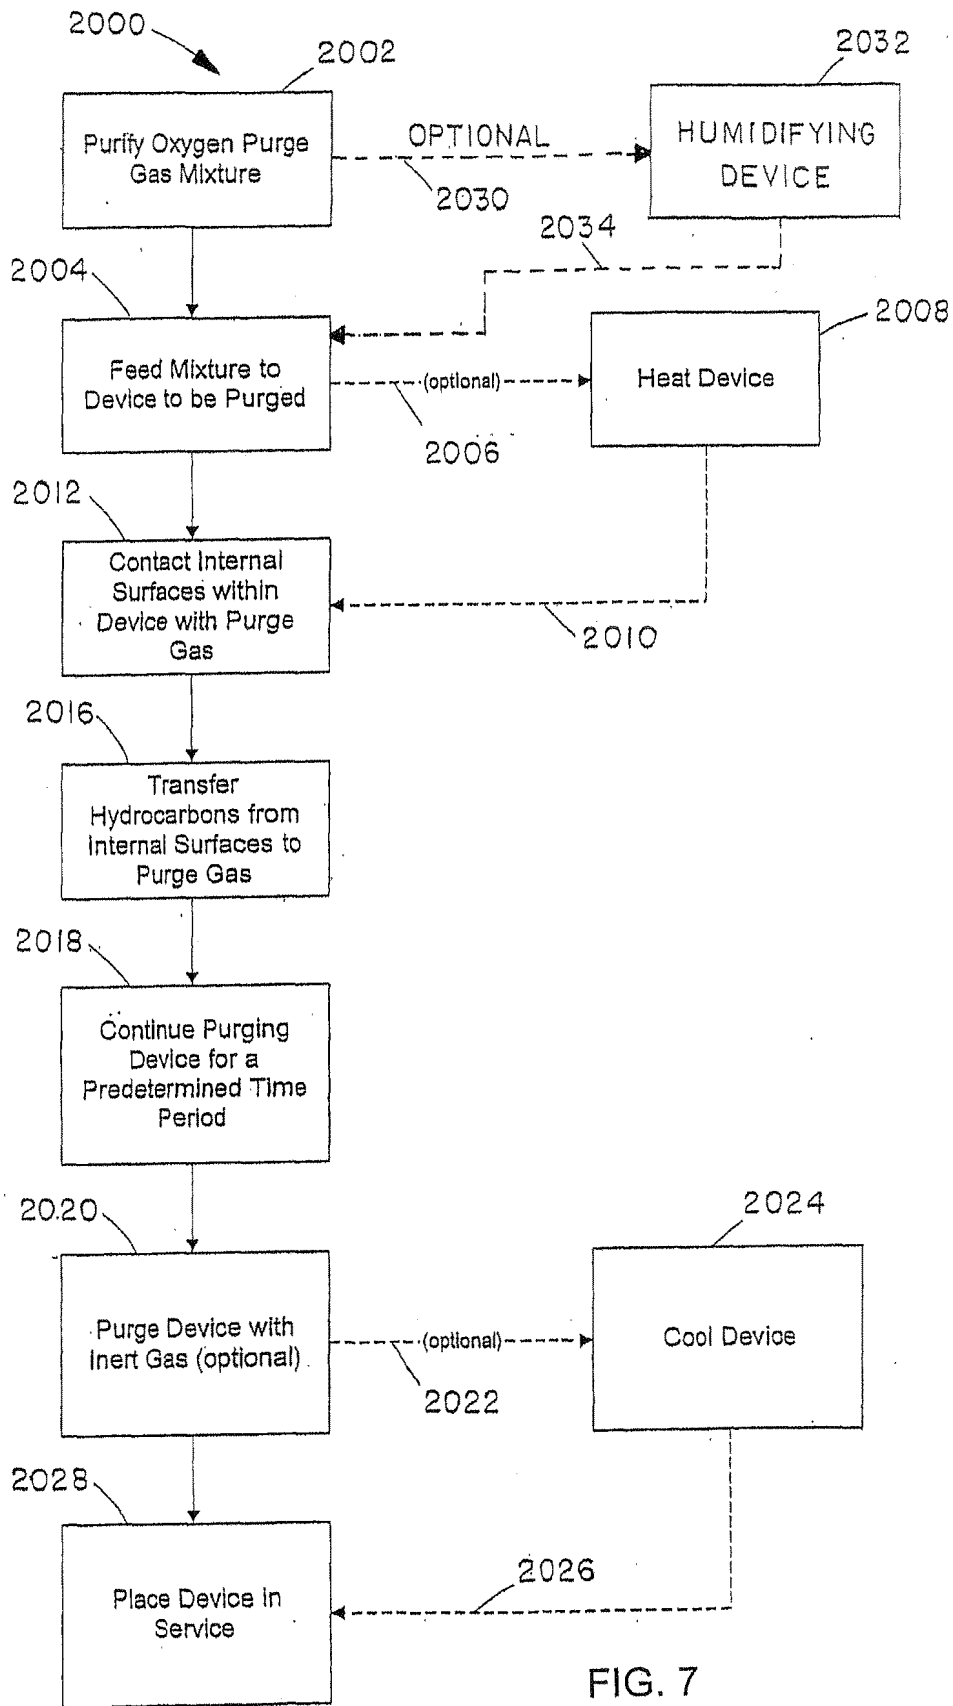 2000
2002
2032
Purify Oxygen Purge
Gas Mixture
OPTIONAL
HUMIDIFYING
DEVICE
2030
2034
2004
2008
Feed Mixture to
Device to be Purged
(optional)
Heat Device
2006
2012
Contact Internal
Surfaces within
Device with Purge
Gas
2010
2016
Transfer
Hydrocarbons from
Internal Surfaces to
Purge Gas
2018
Continue Purging
Device for a
Predetermined Time
Period
2020
2024
Purge Device with
Inert Gas (optional)
(optional)
Cool Device
2022
2028
2026
Place Device in
Service
FIG. 7